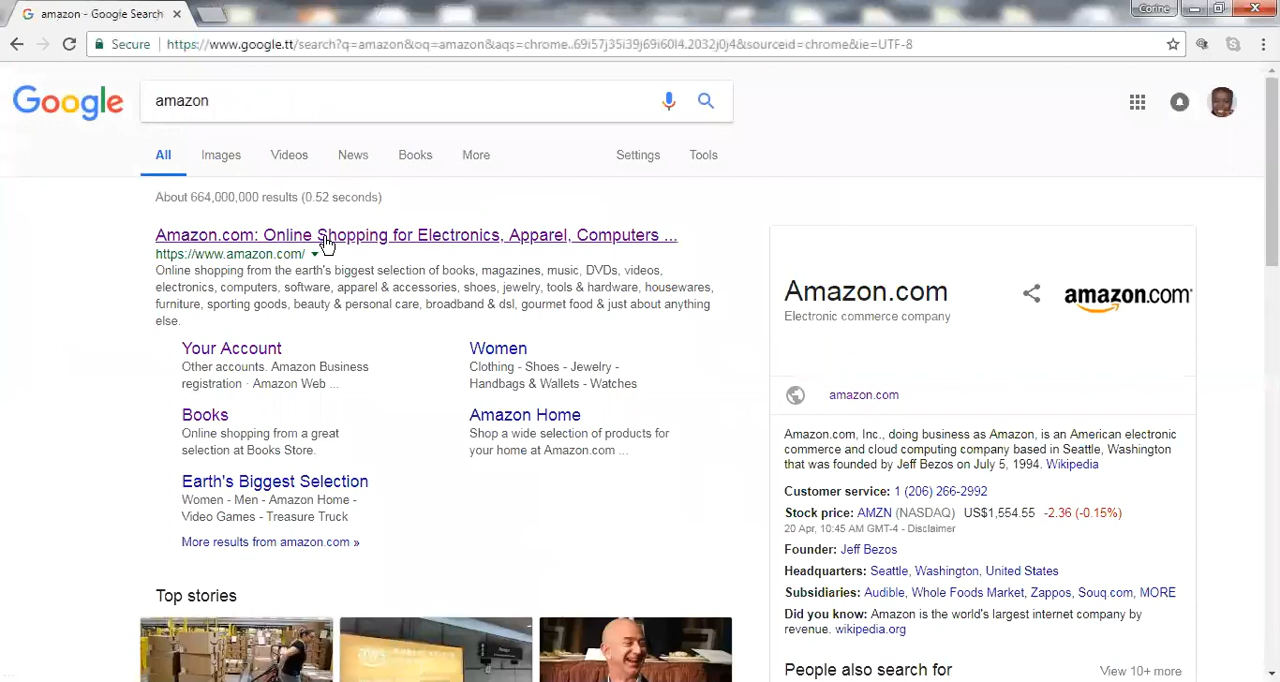 amazon - Google Search
Corine
Secure
https://www.google.tt/search?q=amazon&oq=amazon&aqs=chrome..69i57j35i39j69i60l4.2032j0j4&sourceid=chrome&ie=UTF-8
Google
amazon
All
Images
Videos
News
Books
More
Settings
Tools
About 664,000,000 results (0.52 seconds)
Amazon.com: Online Shopping for Electronics, Apparel, Computers ...
https://www.amazon.com/
Online shopping from the earth's biggest selection of books, magazines, music, DVDs, videos,
electronics, computers, software, apparel & accessories, shoes, jewelry, tools & hardware, housewares,
furniture, sporting goods, beauty & personal care, broadband & dsl, gourmet food & just about anything
else.
Your Account
Other accounts. Amazon Business
registration · Amazon Web ...
Women
Clothing - Shoes - Jewelry -
Handbags & Wallets - Watches
Books
Online shopping from a great
selection at Books Store.
Amazon Home
Shop a wide selection of products for
your home at Amazon.com ...
Earth's Biggest Selection
Women - Men - Amazon Home -
Video Games - Treasure Truck
More results from amazon.com »
Top stories
Amazon.com
Electronic commerce company
amazon.com
amazon.com
Amazon.com, Inc., doing business as Amazon, is an American electronic
commerce and cloud computing company based in Seattle, Washington
that was founded by Jeff Bezos on July 5, 1994. Wikipedia
Customer service: 1 (206) 266-2992
Stock price: AMZN (NASDAQ) US$1,554.55 -2.36 (-0.15%)
20 Apr, 10:45 AM GMT-4 - Disclaimer
Founder: Jeff Bezos
Headquarters: Seattle, Washington, United States
Subsidiaries: Audible, Whole Foods Market, Zappos, Souq.com, MORE
Did you know: Amazon is the world's largest internet company by
revenue. wikipedia.org
People also search for
View 10+ more